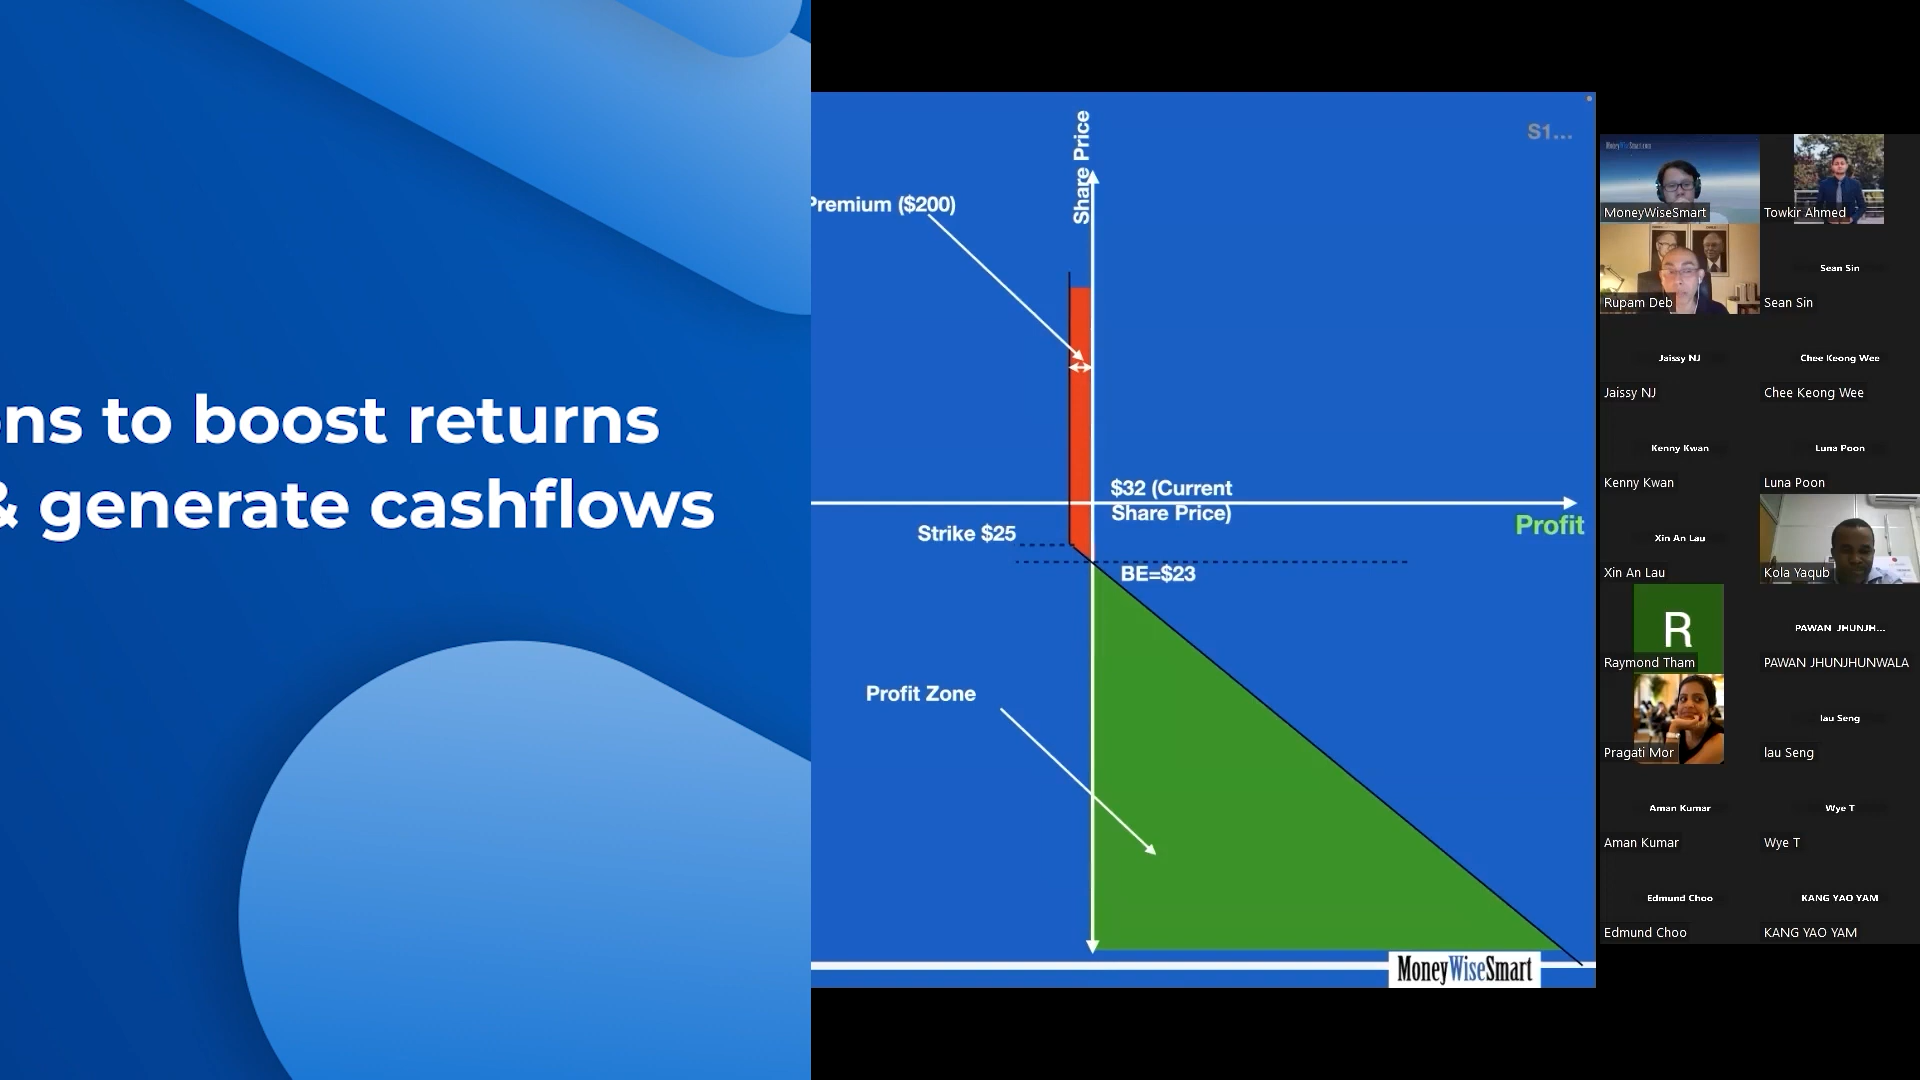 ns to boost returns
& generate cashflows
S1...
Share Price
Premium ($200)
$32 (Current
Share Price)
Profit
Strike $25
BE=$23
Profit Zone
MoneyWiseSmart
MoneyWiseSmart
Towkir Ahmed
Rupam Deb
Sean Sin
Sean Sin
Jaissy NJ
Jaissy NJ
Chee Keong Wee
Chee Keong Wee
Kenny Kwan
Kenny Kwan
Luna Poon
Luna Poon
Xin An Lau
Xin An Lau
Kola Yaqub
R
Raymond Tham
PAWAN JHUNJH...
PAWAN JHUNJHUNWALA
Pragati Mor
lau Seng
lau Seng
Aman Kumar
Aman Kumar
Wye T
Wye T
Edmund Choo
Edmund Choo
KANG YAO YAM
KANG YAO YAM